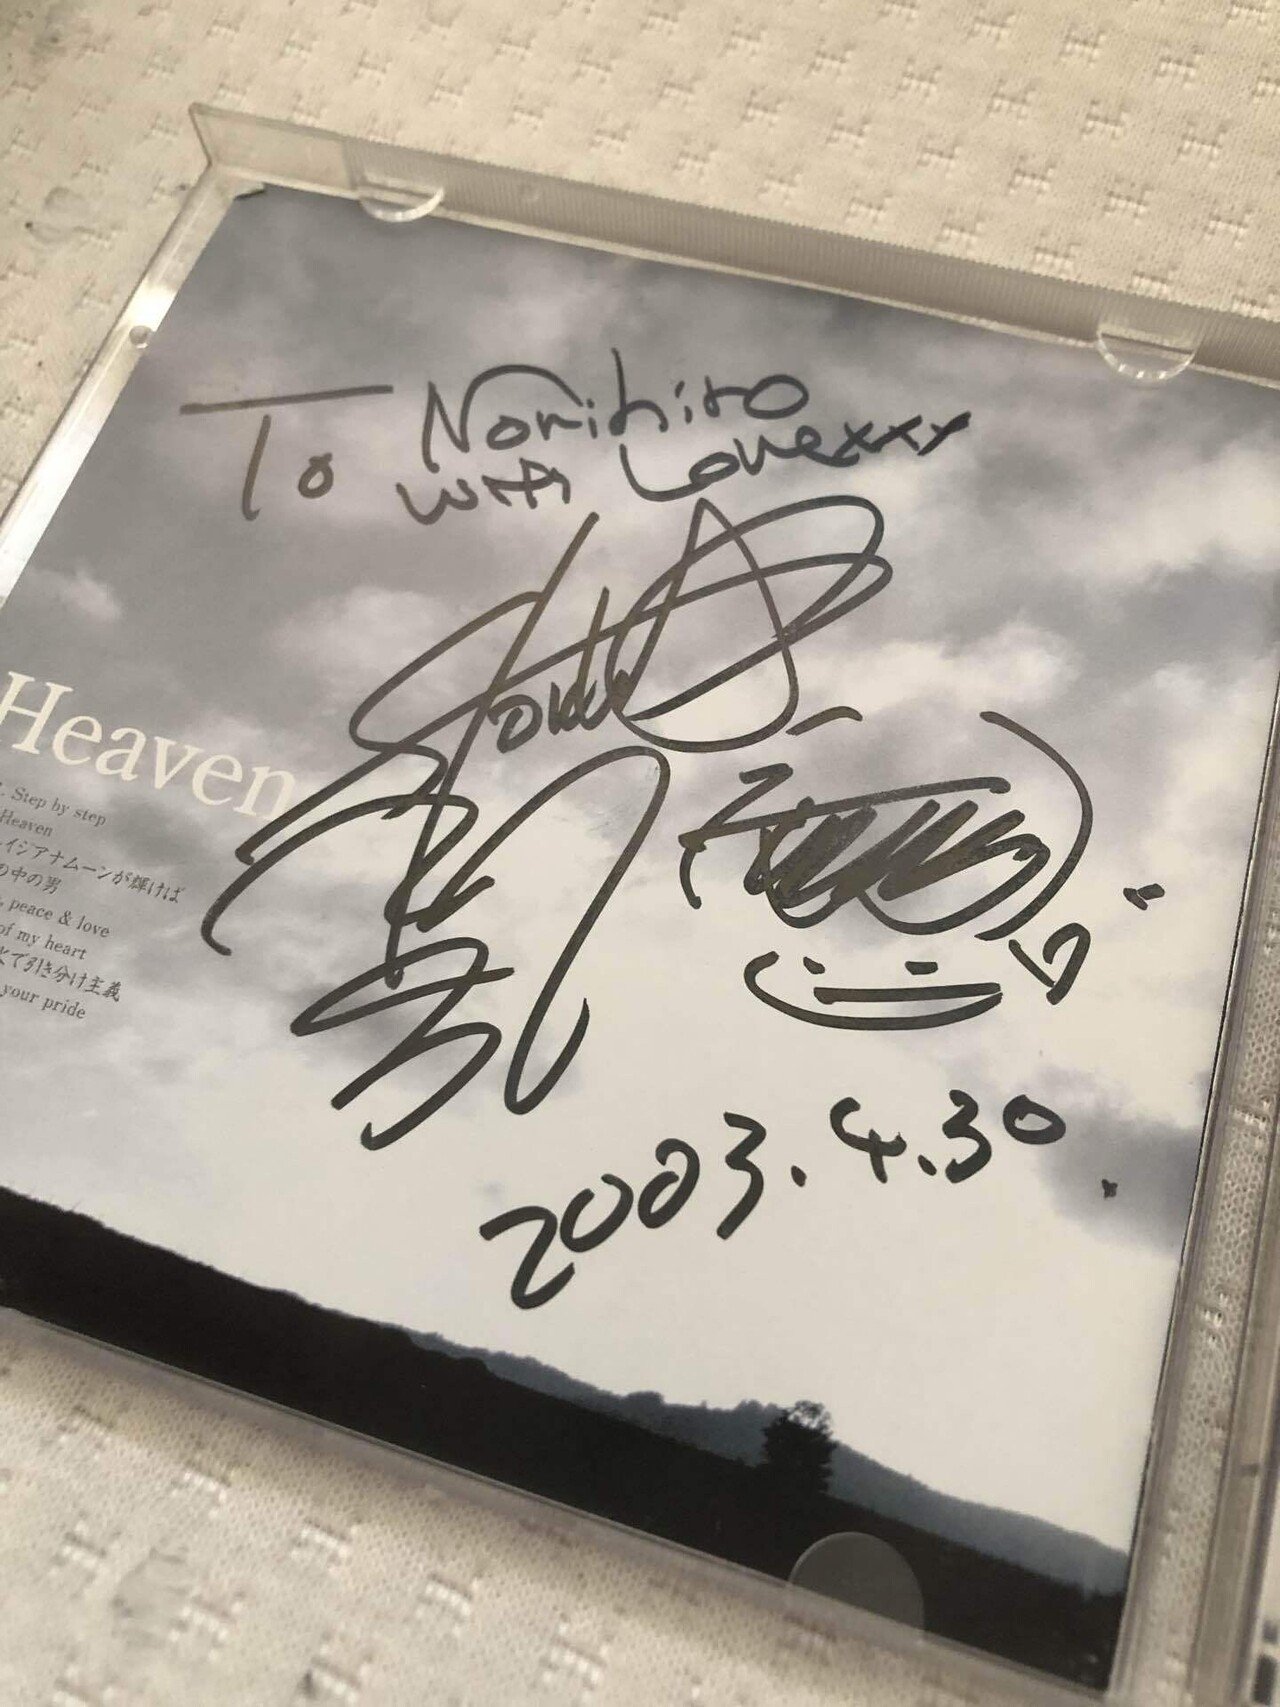 To Norihiro
with Lovexxx
Heaven
. Step by step
Heaven
イジアナムーンが輝けば
の中の男
, peace & love
of my heart
て引き分け主義
your pride
2003.4.30.